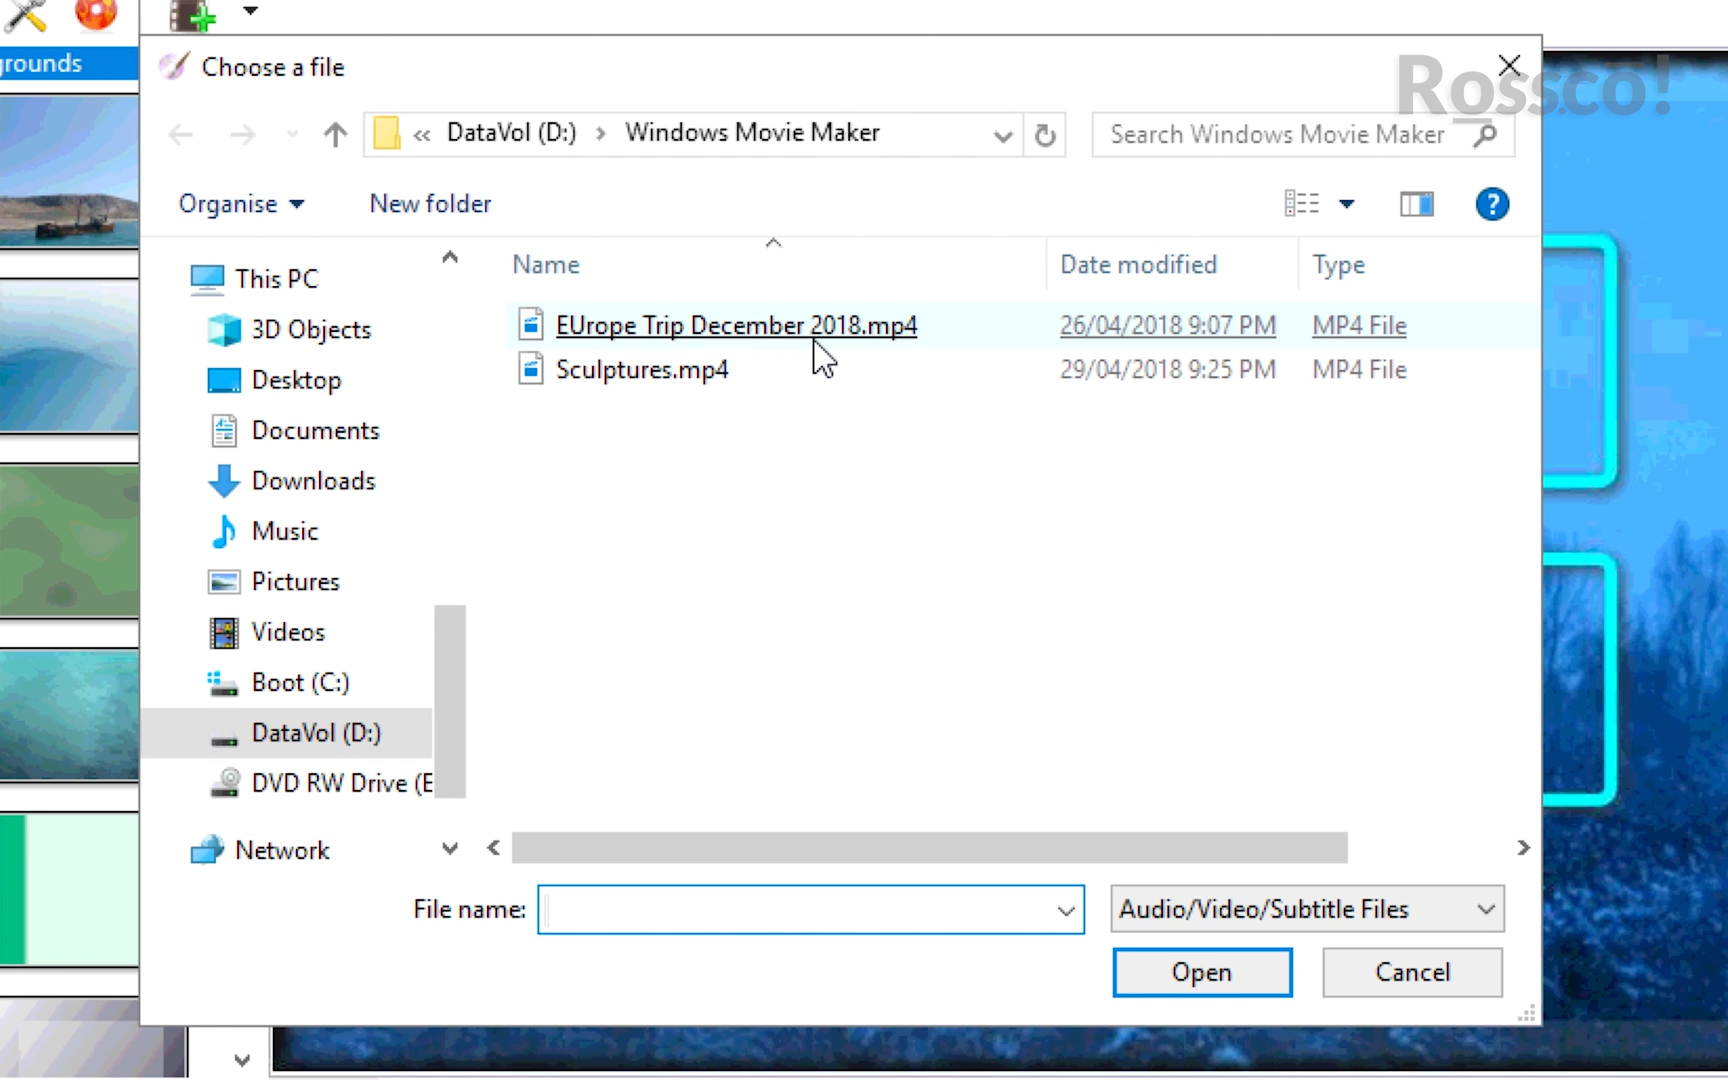 grounds
Choose a file
Rossco!
« DataVol (D:) > Windows Movie Maker
Search Windows Movie Maker
Organise
New folder
?
Name
Date modified
Type
EUrope Trip December 2018.mp4
26/04/2018 9:07 PM
MP4 File
Sculptures.mp4
29/04/2018 9:25 PM
MP4 File
This PC
3D Objects
Desktop
Documents
Downloads
Music
Pictures
Videos
Boot (C:)
DataVol (D:)
DVD RW Drive (E
Network
File name:
Audio/Video/Subtitle Files
Open
Cancel